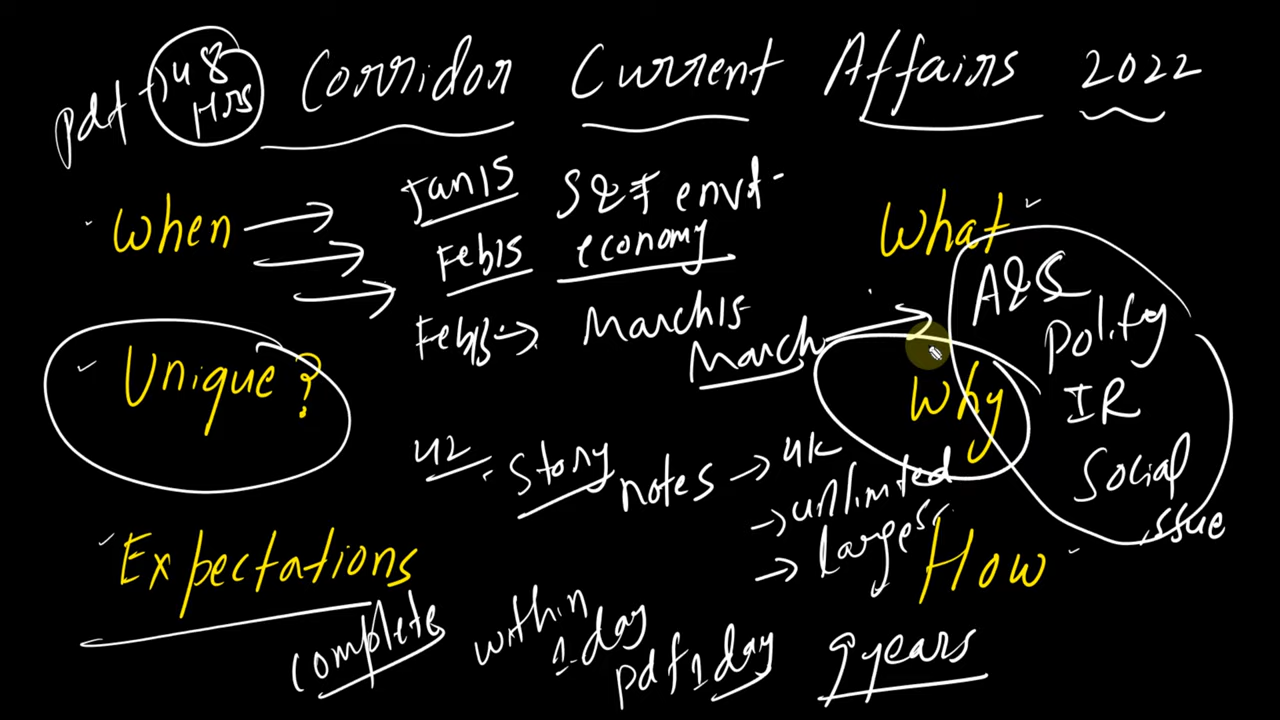 pdf → 48 Hrs
Corridor Current Affairs 2022
When
Jan15 S&T envt-
Feb15 economy
Feb15 → March15-
March
What
A&C
Polity
IR
Social
issue
Unique?
Why
42 - Story notes → 4k
→ unlimited
→ largest
Expectations
How
complete within 1-day
pdf 1 day 9 years